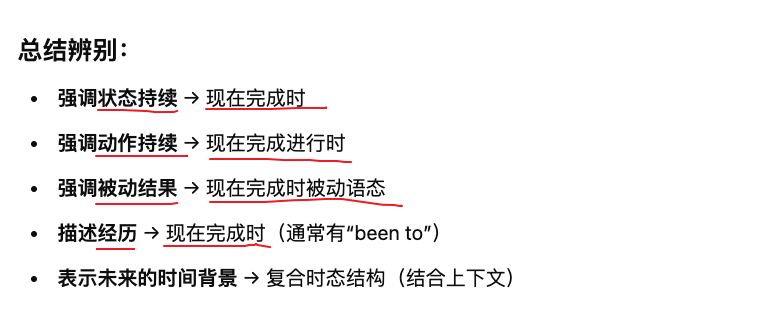 总结辨别：
• 强调状态持续 → 现在完成时
• 强调动作持续 → 现在完成进行时
• 强调被动结果 → 现在完成时被动语态
• 描述经历 → 现在完成时（通常有“been to”）
• 表示未来的时间背景 → 复合时态结构（结合上下文）